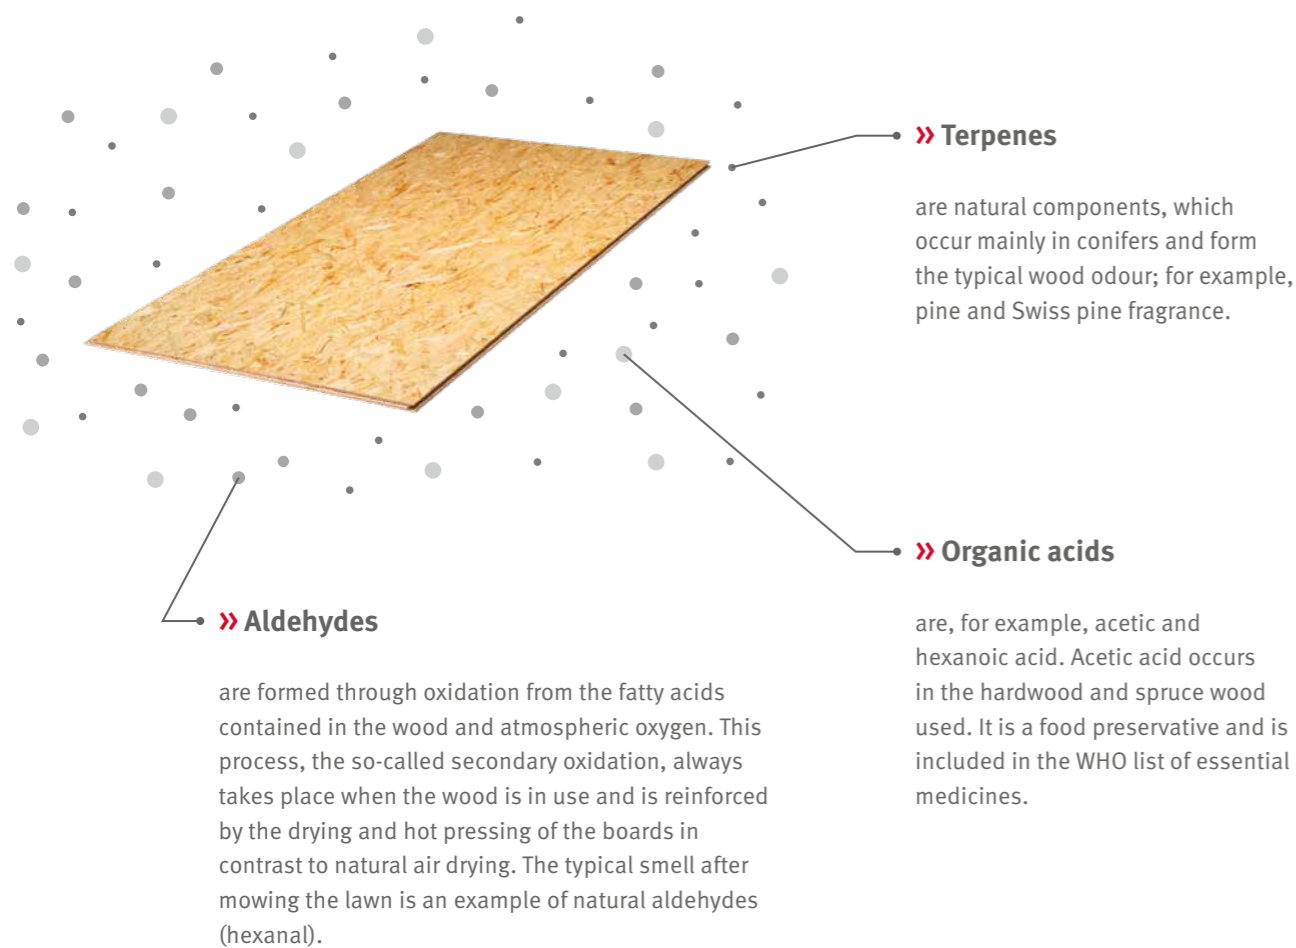 » Terpenes
are natural components, which
occur mainly in conifers and form
the typical wood odour; for example,
pine and Swiss pine fragrance.
» Organic acids
are, for example, acetic and
hexanoic acid. Acetic acid occurs
in the hardwood and spruce wood
used. It is a food preservative and is
included in the WHO list of essential
medicines.
» Aldehydes
are formed through oxidation from the fatty acids
contained in the wood and atmospheric oxygen. This
process, the so-called secondary oxidation, always
takes place when the wood is in use and is reinforced
by the drying and hot pressing of the boards in
contrast to natural air drying. The typical smell after
mowing the lawn is an example of natural aldehydes
(hexanal).